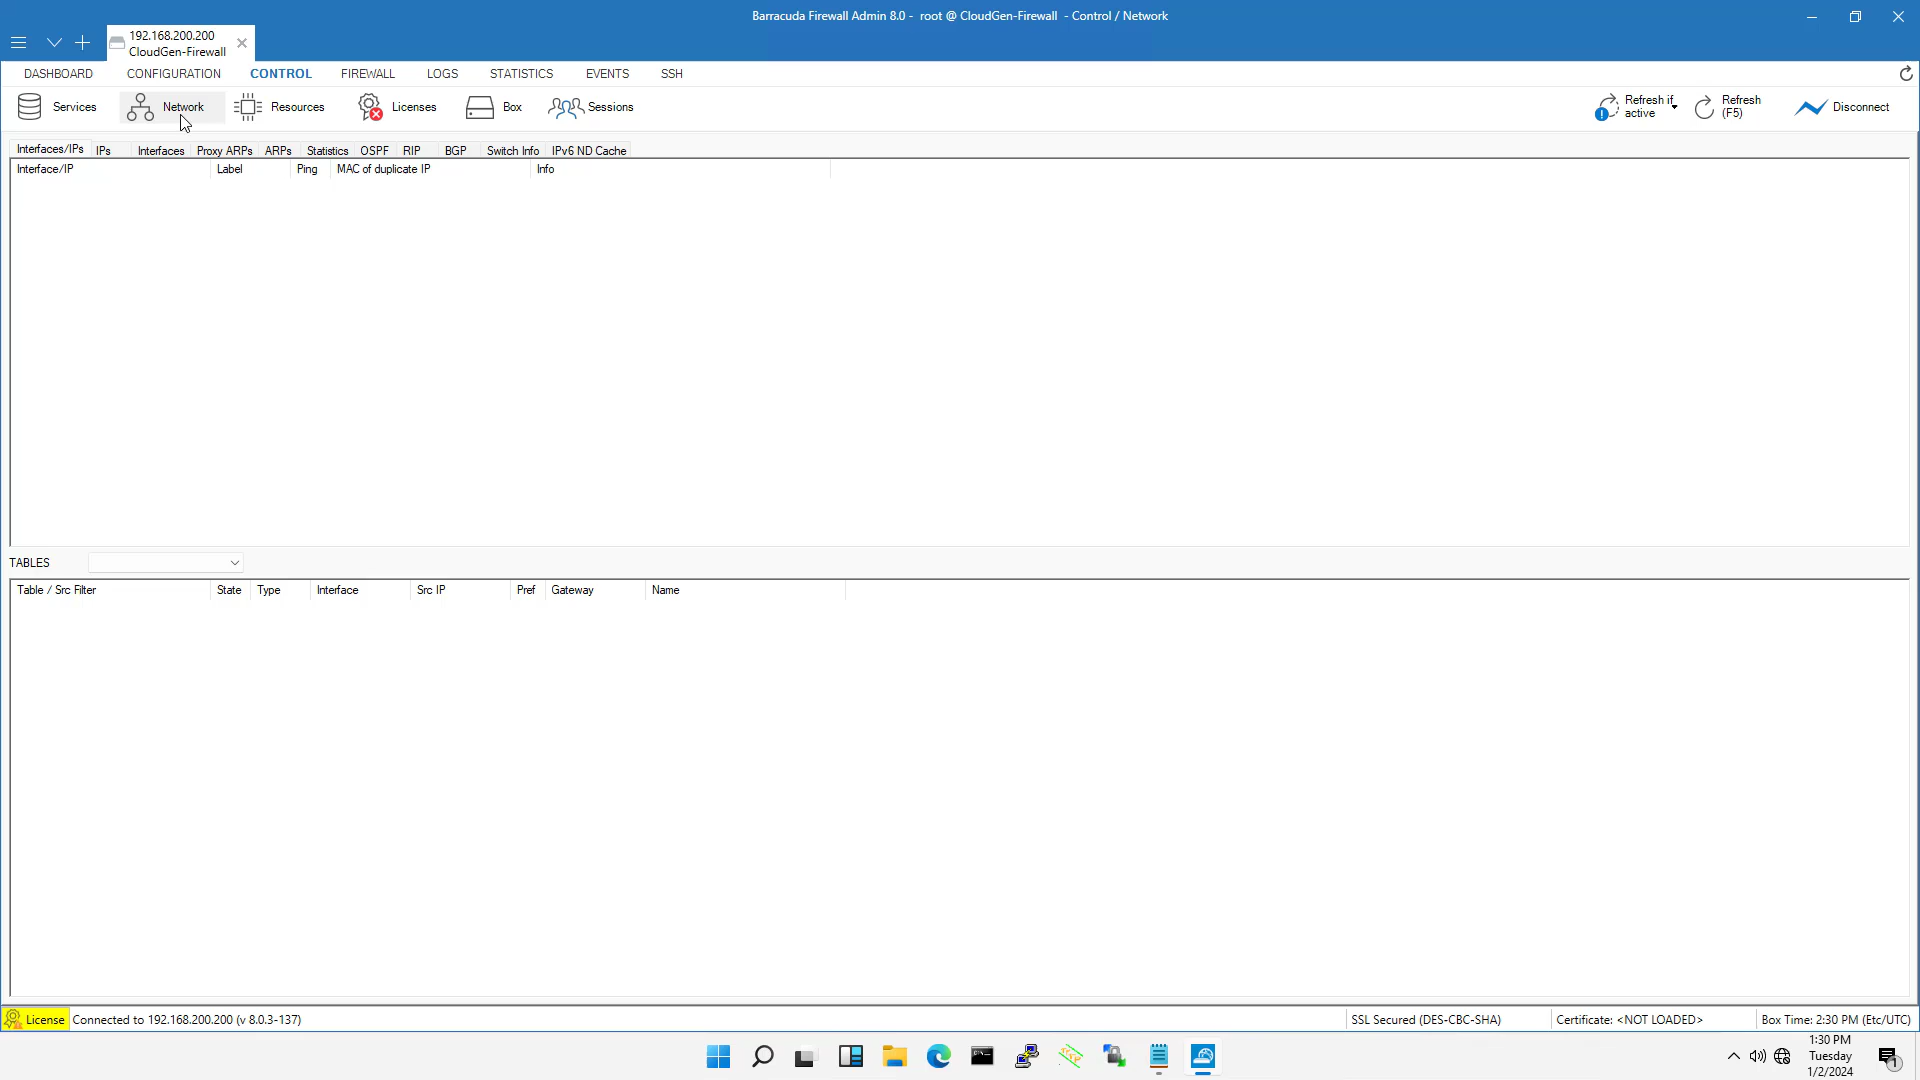 Barracuda Firewall Admin 8.0 - root @ CloudGen-Firewall - Control / Network
192.168.200.200
CloudGen-Firewall
DASHBOARD CONFIGURATION CONTROL FIREWALL LOGS STATISTICS EVENTS SSH
Services Network Resources Licenses Box Sessions
Refresh if
active
Refresh
(F5)
Disconnect
Interfaces/IPs IPs Interfaces Proxy ARPs ARPs Statistics OSPF RIP BGP Switch Info IPv6 ND Cache
Interface/IP Label Ping MAC of duplicate IP Info
TABLES
Table / Src Filter State Type Interface Src IP Pref Gateway Name
License Connected to 192.168.200.200 (v 8.0.3-137) SSL Secured (DES-CBC-SHA) Certificate: <NOT LOADED> Box Time: 2:30 PM (Etc/UTC)
1:30 PM
Tuesday
1/2/2024
1